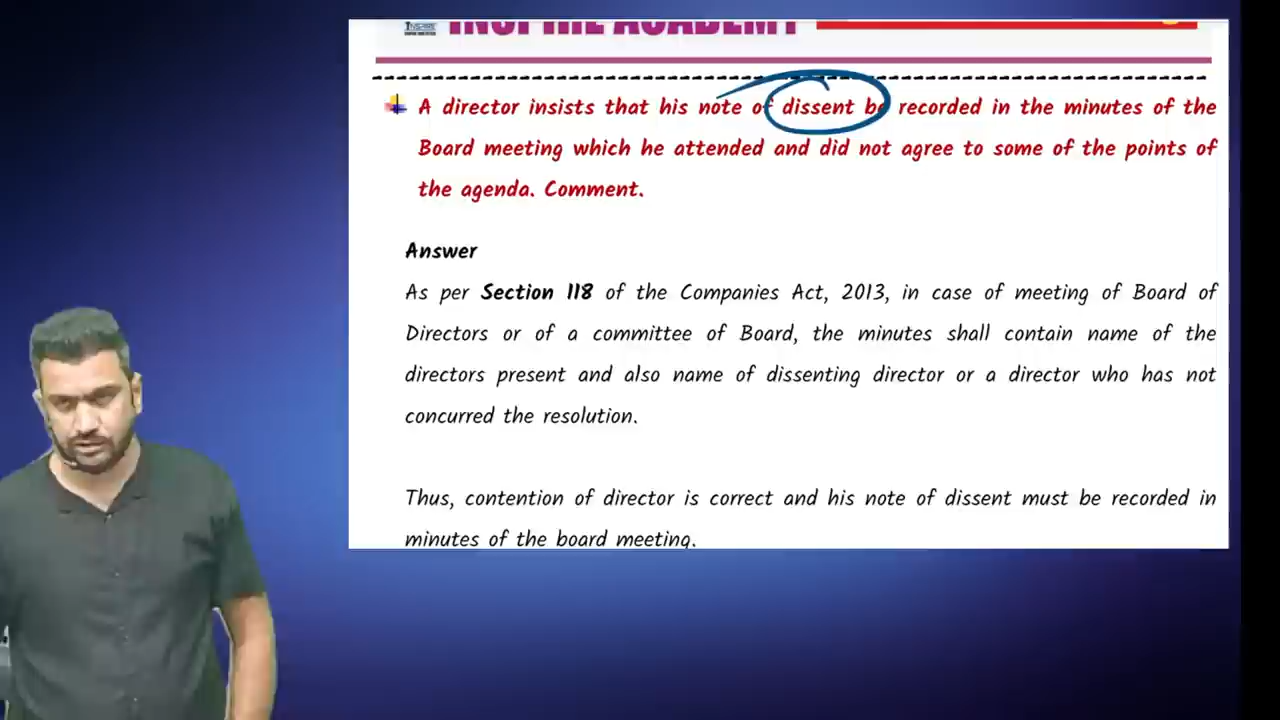 INSPIRE ACADEMY
A director insists that his note of dissent be recorded in the minutes of the
Board meeting which he attended and did not agree to some of the points of
the agenda. Comment.
Answer
As per Section 118 of the Companies Act, 2013, in case of meeting of Board of
Directors or of a committee of Board, the minutes shall contain name of the
directors present and also name of dissenting director or a director who has not
concurred the resolution.
Thus, contention of director is correct and his note of dissent must be recorded in
minutes of the board meeting.